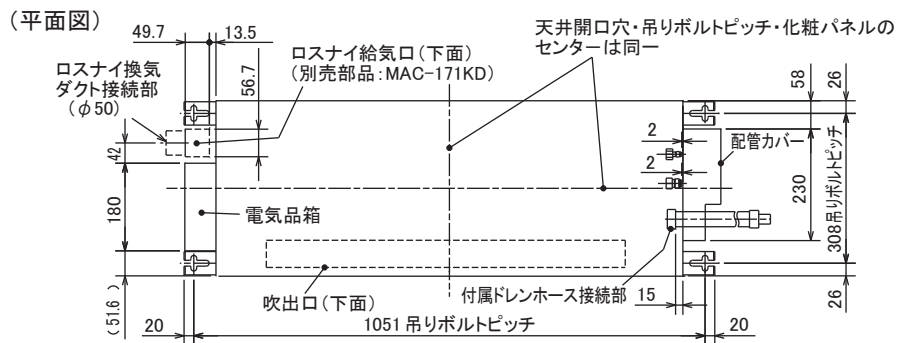 (平面図)
49.7
13.5
ロスナイ給気口(下面)
(別売部品:MAC-171KD)
56.7
天井開口穴・吊りボルトピッチ・化粧パネルの
センターは同一
58
26
ロスナイ換気
ダクト接続部
(φ50)
42
180
(51.6)
2
2
配管カバー
230
308吊りボルトピッチ
電気品箱
吹出口(下面)
付属ドレンホース接続部
15
26
20
1051 吊りボルトピッチ
20